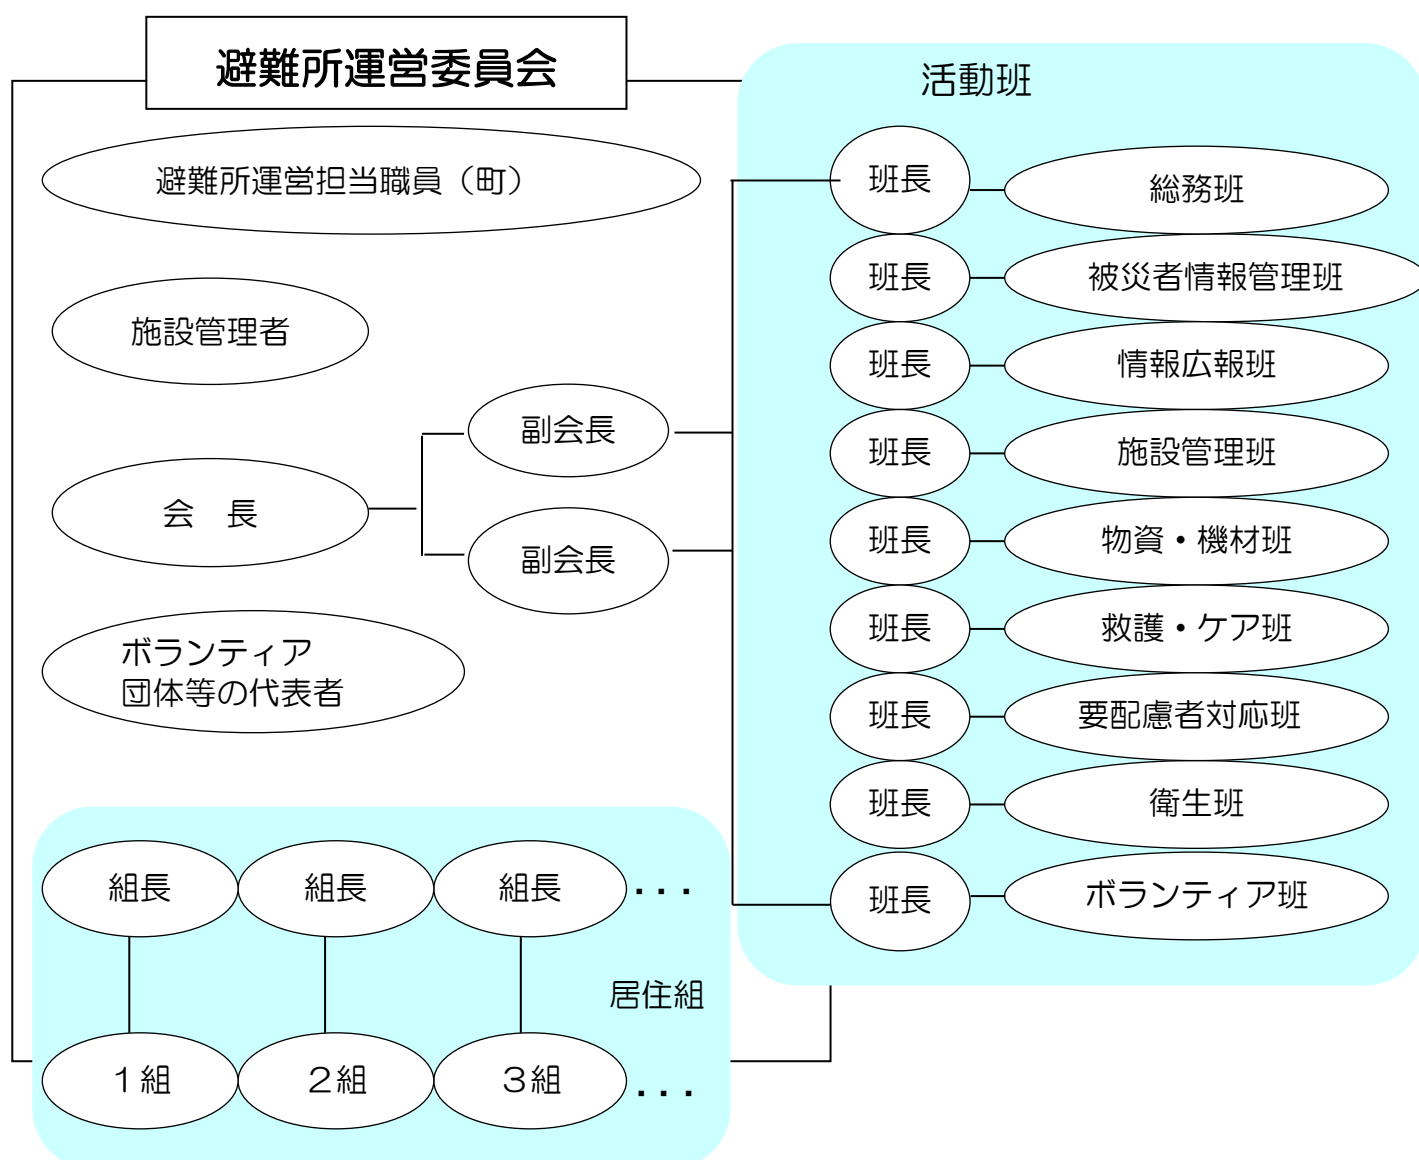 避難所運営委員会
避難所運営担当職員（町）
施設管理者
会　長
副会長
副会長
ボランティア
団体等の代表者
活動班
班長
総務班
班長
被災者情報管理班
班長
情報広報班
班長
施設管理班
班長
物資・機材班
班長
救護・ケア班
班長
要配慮者対応班
班長
衛生班
班長
ボランティア班
組長
組長
組長
・・・
居住組
１組
２組
３組
・・・